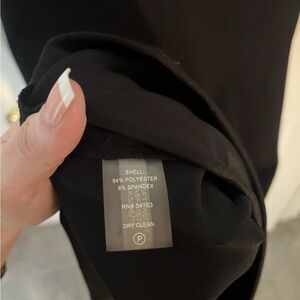 SHELL:
94% POLYESTER
6% SPANDEX
RN# 54163
DRY CLEAN
P